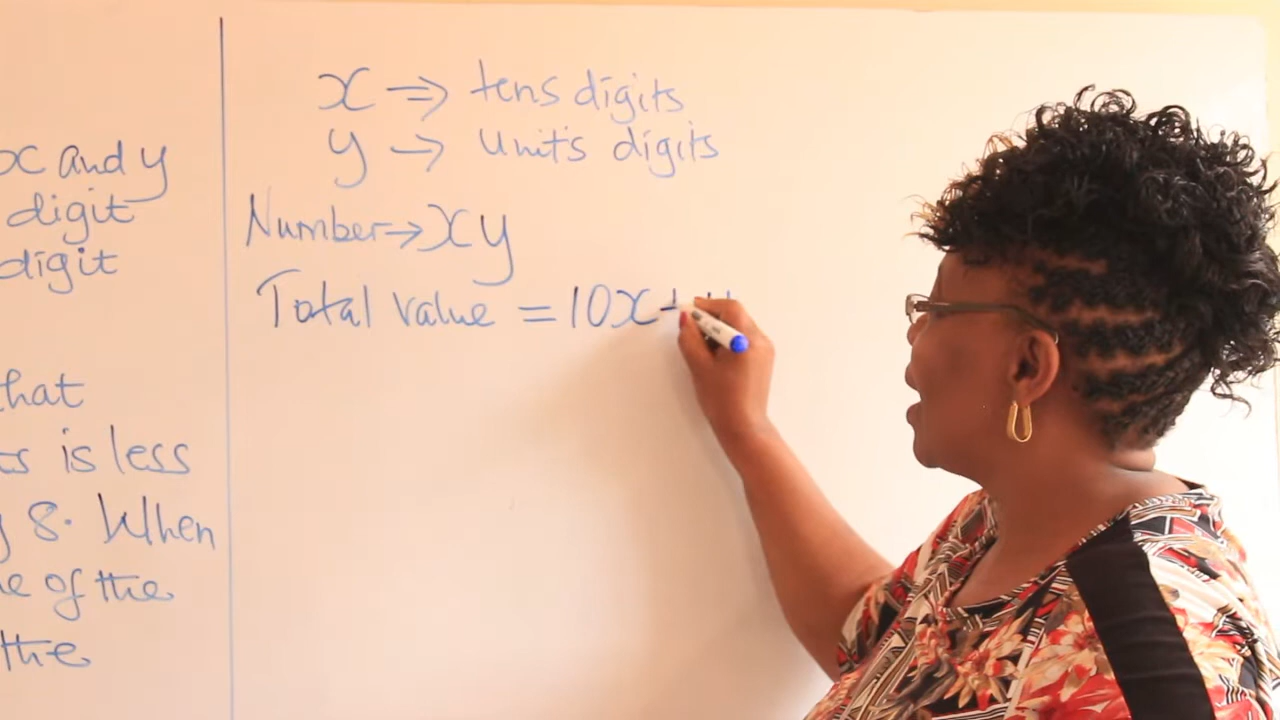 x and y
digit
digit
that
is less
8. When
of the
the
x ⇒ tens digits
y → Units digits
Number → xy
Total value = 10x + y